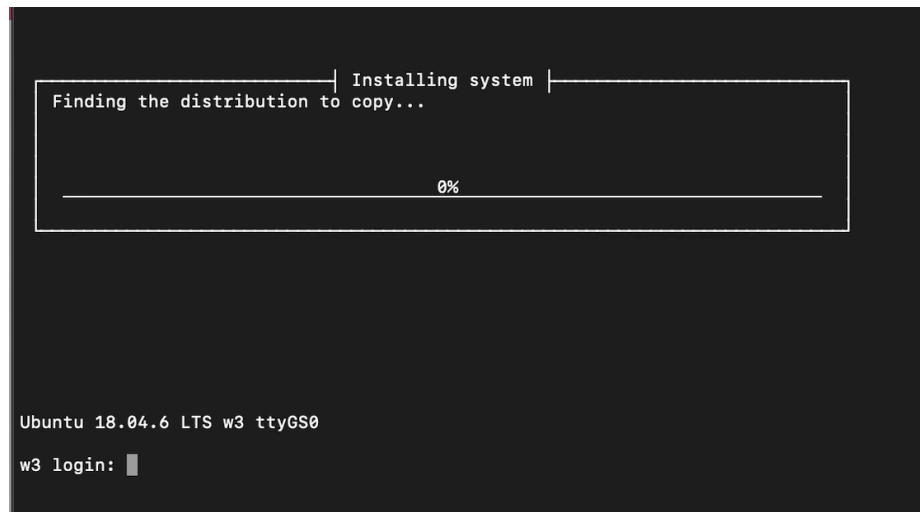 Installing system
Finding the distribution to copy...
0%
Ubuntu 18.04.6 LTS w3 ttyGS0
w3 login: